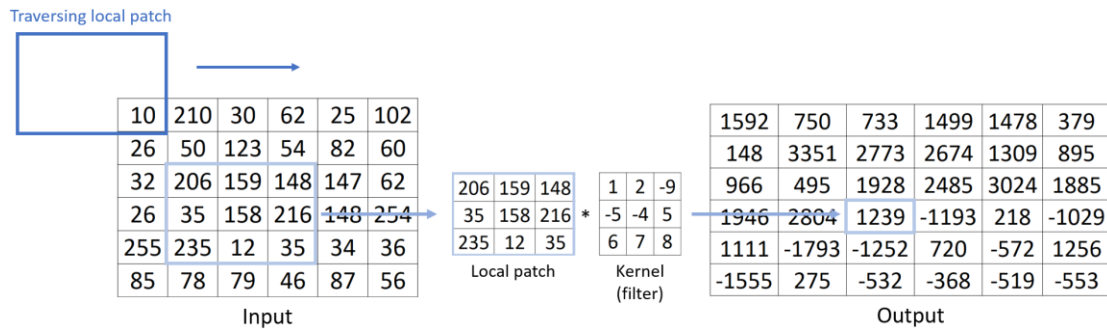 Traversing local patch
10 210 30 62 25 102
26 50 123 54 82 60
32 206 159 148 147 62
26 35 158 216 148 254
255 235 12 35 34 36
85 78 79 46 87 56
Input
206 159 148
35 158 216
235 12 35
Local patch
*
1 2 -9
-5 -4 5
6 7 8
Kernel
(filter)
1592 750 733 1499 1478 379
148 3351 2773 2674 1309 895
966 495 1928 2485 3024 1885
1946 2804 1239 -1193 218 -1029
1111 -1793 -1252 720 -572 1256
-1555 275 -532 -368 -519 -553
Output